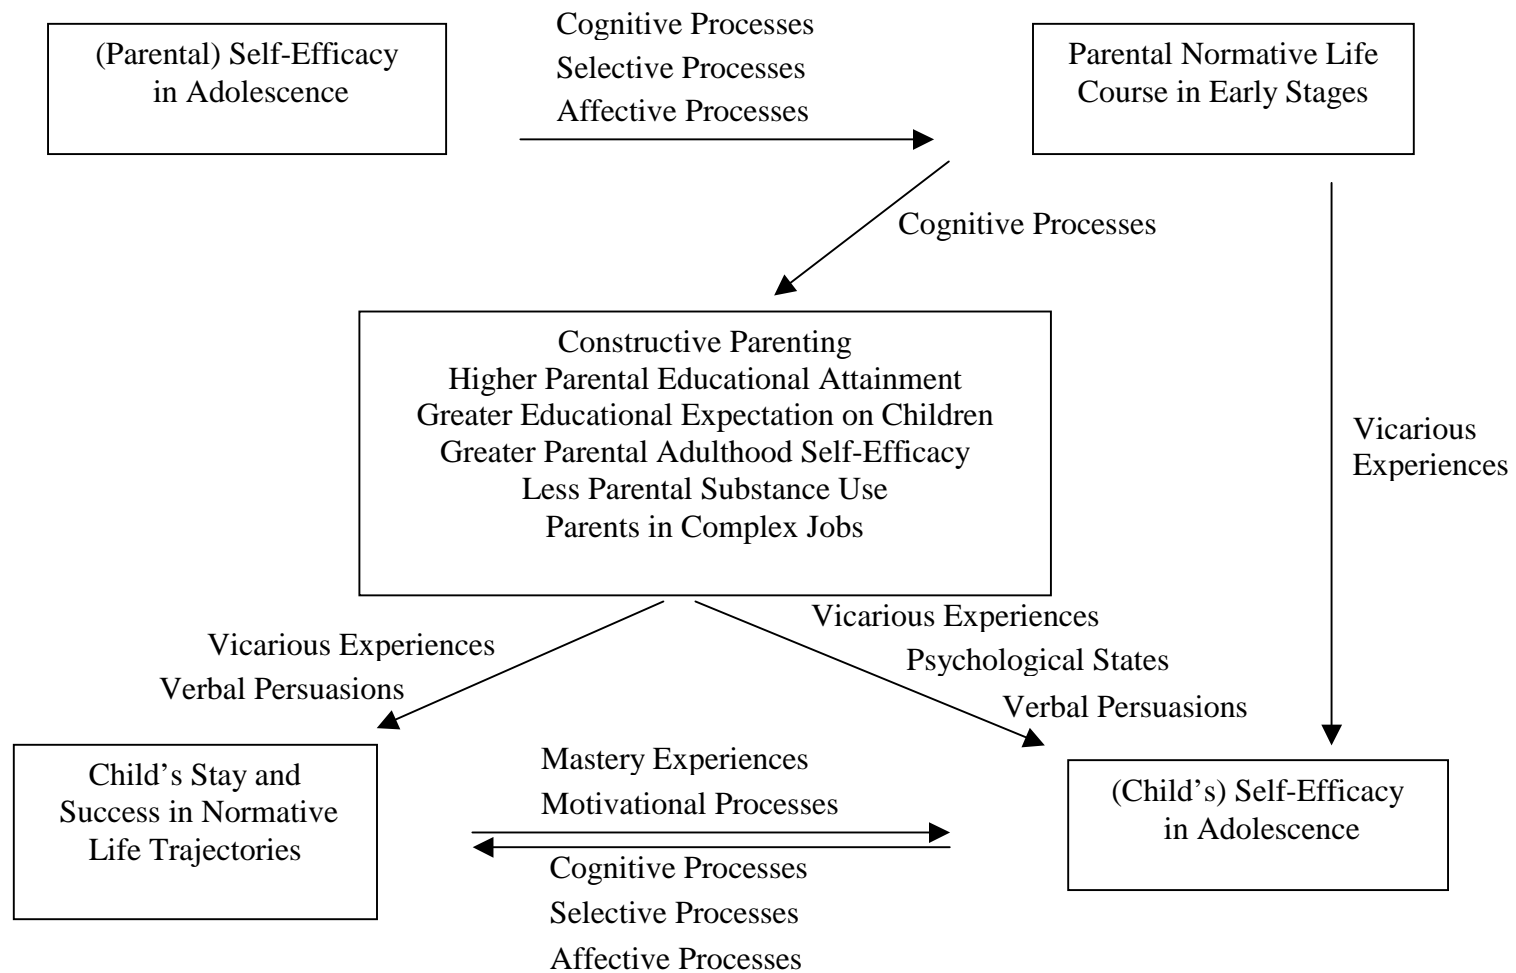 (Parental) Self-Efficacy
in Adolescence
Cognitive Processes
Selective Processes
Affective Processes
Parental Normative Life
Course in Early Stages
Cognitive Processes
Vicarious
Experiences
Constructive Parenting
Higher Parental Educational Attainment
Greater Educational Expectation on Children
Greater Parental Adulthood Self-Efficacy
Less Parental Substance Use
Parents in Complex Jobs
Vicarious Experiences
Verbal Persuasions
Vicarious Experiences
Psychological States
Verbal Persuasions
Child’s Stay and
Success in Normative
Life Trajectories
Mastery Experiences
Motivational Processes
Cognitive Processes
Selective Processes
Affective Processes
(Child’s) Self-Efficacy
in Adolescence